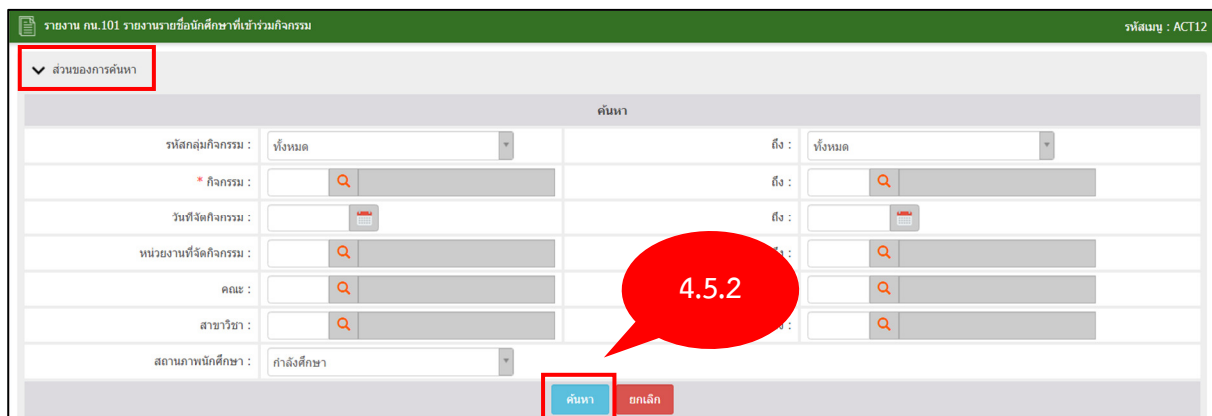 รายงาน กน.101 รายงานรายชื่อนักศึกษาที่เข้าร่วมกิจกรรม รหัสเมนู : ACT12
ส่วนของการค้นหา
ค้นหา
รหัสกลุ่มกิจกรรม : ทั้งหมด ถึง : ทั้งหมด
* กิจกรรม : ถึง :
วันที่จัดกิจกรรม : ถึง :
หน่วยงานที่จัดกิจกรรม :
คณะ :
4.5.2
สาขาวิชา :
สถานภาพนักศึกษา : กำลังศึกษา
ค้นหา ยกเลิก